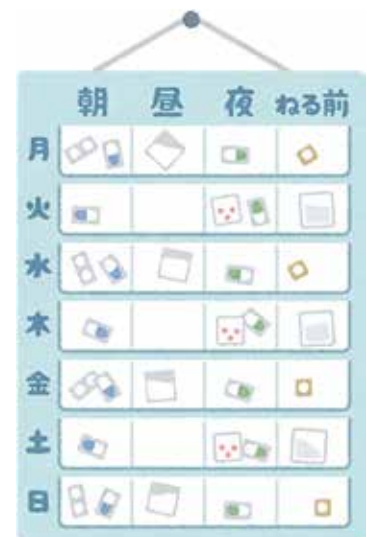 朝 昼 夜 ねる前
月
火
水
木
金
土
日